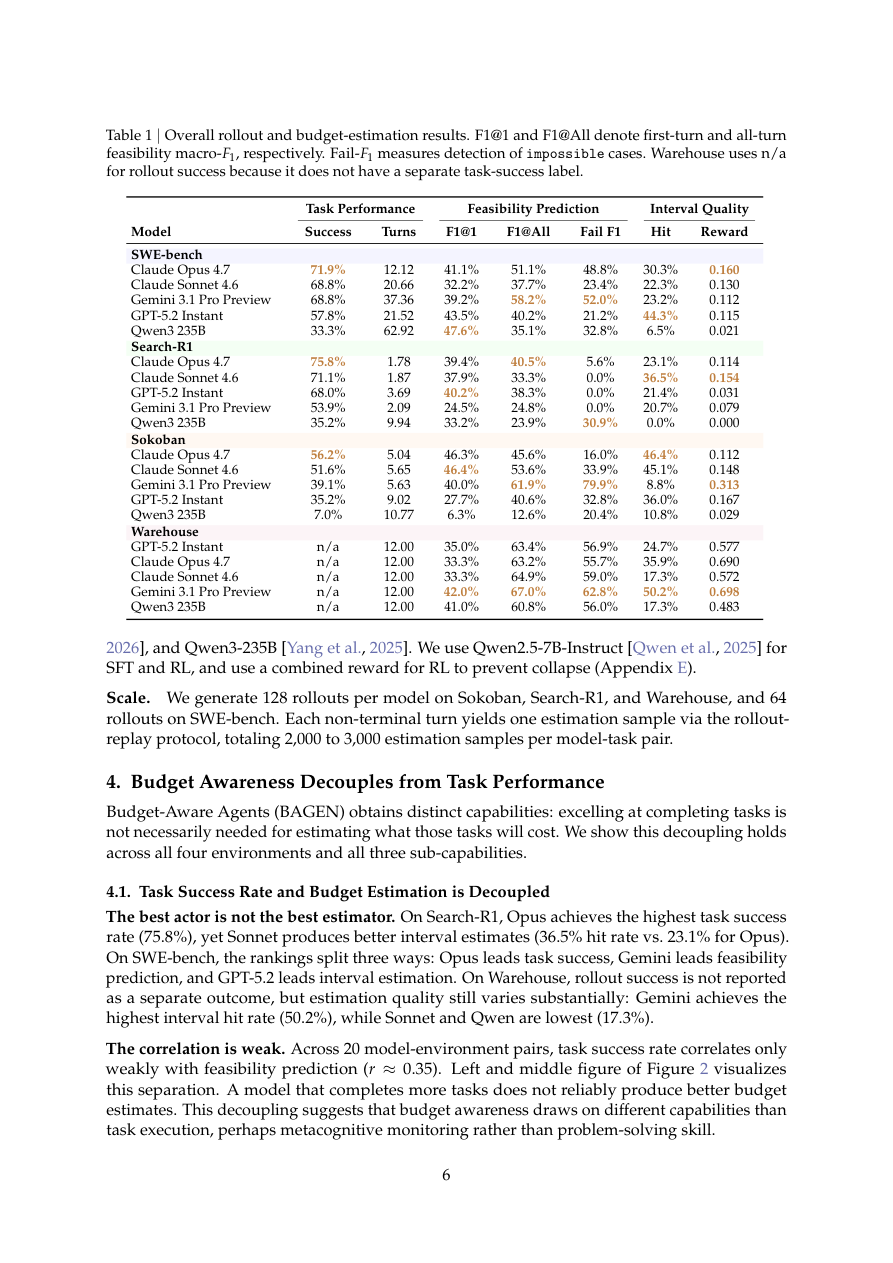 Table 1 | Overall rollout and budget-estimation results. F1@1 and F1@All denote first-turn and all-turn
feasibility macro-F1, respectively. Fail-F1 measures detection of impossible cases. Warehouse uses n/a
for rollout success because it does not have a separate task-success label.
Task Performance Feasibility Prediction Interval Quality
Model Success Turns F1@1 F1@All Fail F1 Hit Reward
SWE-bench
Claude Opus 4.7 71.9% 12.12 41.1% 51.1% 48.8% 30.3% 0.160
Claude Sonnet 4.6 68.8% 20.66 32.2% 37.7% 23.4% 22.3% 0.130
Gemini 3.1 Pro Preview 68.8% 37.36 39.2% 58.2% 52.0% 23.2% 0.112
GPT-5.2 Instant 57.8% 21.52 43.5% 40.2% 21.2% 44.3% 0.115
Qwen3 235B 33.3% 62.92 47.6% 35.1% 32.8% 6.5% 0.021
Search-R1
Claude Opus 4.7 75.8% 1.78 39.4% 40.5% 5.6% 23.1% 0.114
Claude Sonnet 4.6 71.1% 1.87 37.9% 33.3% 0.0% 36.5% 0.154
GPT-5.2 Instant 68.0% 3.69 40.2% 38.3% 0.0% 21.4% 0.031
Gemini 3.1 Pro Preview 53.9% 2.09 24.5% 24.8% 0.0% 20.7% 0.079
Qwen3 235B 35.2% 9.94 33.2% 23.9% 30.9% 0.0% 0.000
Sokoban
Claude Opus 4.7 56.2% 5.04 46.3% 45.6% 16.0% 46.4% 0.112
Claude Sonnet 4.6 51.6% 5.65 46.4% 53.6% 33.9% 45.1% 0.148
Gemini 3.1 Pro Preview 39.1% 5.63 40.0% 61.9% 79.9% 8.8% 0.313
GPT-5.2 Instant 35.2% 9.02 27.7% 40.6% 32.8% 36.0% 0.167
Qwen3 235B 7.0% 10.77 6.3% 12.6% 20.4% 10.8% 0.029
Warehouse
GPT-5.2 Instant n/a 12.00 35.0% 63.4% 56.9% 24.7% 0.577
Claude Opus 4.7 n/a 12.00 33.3% 63.2% 55.7% 35.9% 0.690
Claude Sonnet 4.6 n/a 12.00 33.3% 64.9% 59.0% 17.3% 0.572
Gemini 3.1 Pro Preview n/a 12.00 42.0% 67.0% 62.8% 50.2% 0.698
Qwen3 235B n/a 12.00 41.0% 60.8% 56.0% 17.3% 0.483
2026], and Qwen3-235B [Yang et al., 2025]. We use Qwen2.5-7B-Instruct [Qwen et al., 2025] for
SFT and RL, and use a combined reward for RL to prevent collapse (Appendix E).
Scale. We generate 128 rollouts per model on Sokoban, Search-R1, and Warehouse, and 64
rollouts on SWE-bench. Each non-terminal turn yields one estimation sample via the rollout-
replay protocol, totaling 2,000 to 3,000 estimation samples per model-task pair.
4. Budget Awareness Decouples from Task Performance
Budget-Aware Agents (BAGEN) obtains distinct capabilities: excelling at completing tasks is
not necessarily needed for estimating what those tasks will cost. We show this decoupling holds
across all four environments and all three sub-capabilities.
4.1. Task Success Rate and Budget Estimation is Decoupled
The best actor is not the best estimator. On Search-R1, Opus achieves the highest task success
rate (75.8%), yet Sonnet produces better interval estimates (36.5% hit rate vs. 23.1% for Opus).
On SWE-bench, the rankings split three ways: Opus leads task success, Gemini leads feasibility
prediction, and GPT-5.2 leads interval estimation. On Warehouse, rollout success is not reported
as a separate outcome, but estimation quality still varies substantially: Gemini achieves the
highest interval hit rate (50.2%), while Sonnet and Qwen are lowest (17.3%).
The correlation is weak. Across 20 model-environment pairs, task success rate correlates only
weakly with feasibility prediction (r ≈ 0.35). Left and middle figure of Figure 2 visualizes
this separation. A model that completes more tasks does not reliably produce better budget
estimates. This decoupling suggests that budget awareness draws on different capabilities than
task execution, perhaps metacognitive monitoring rather than problem-solving skill.
6